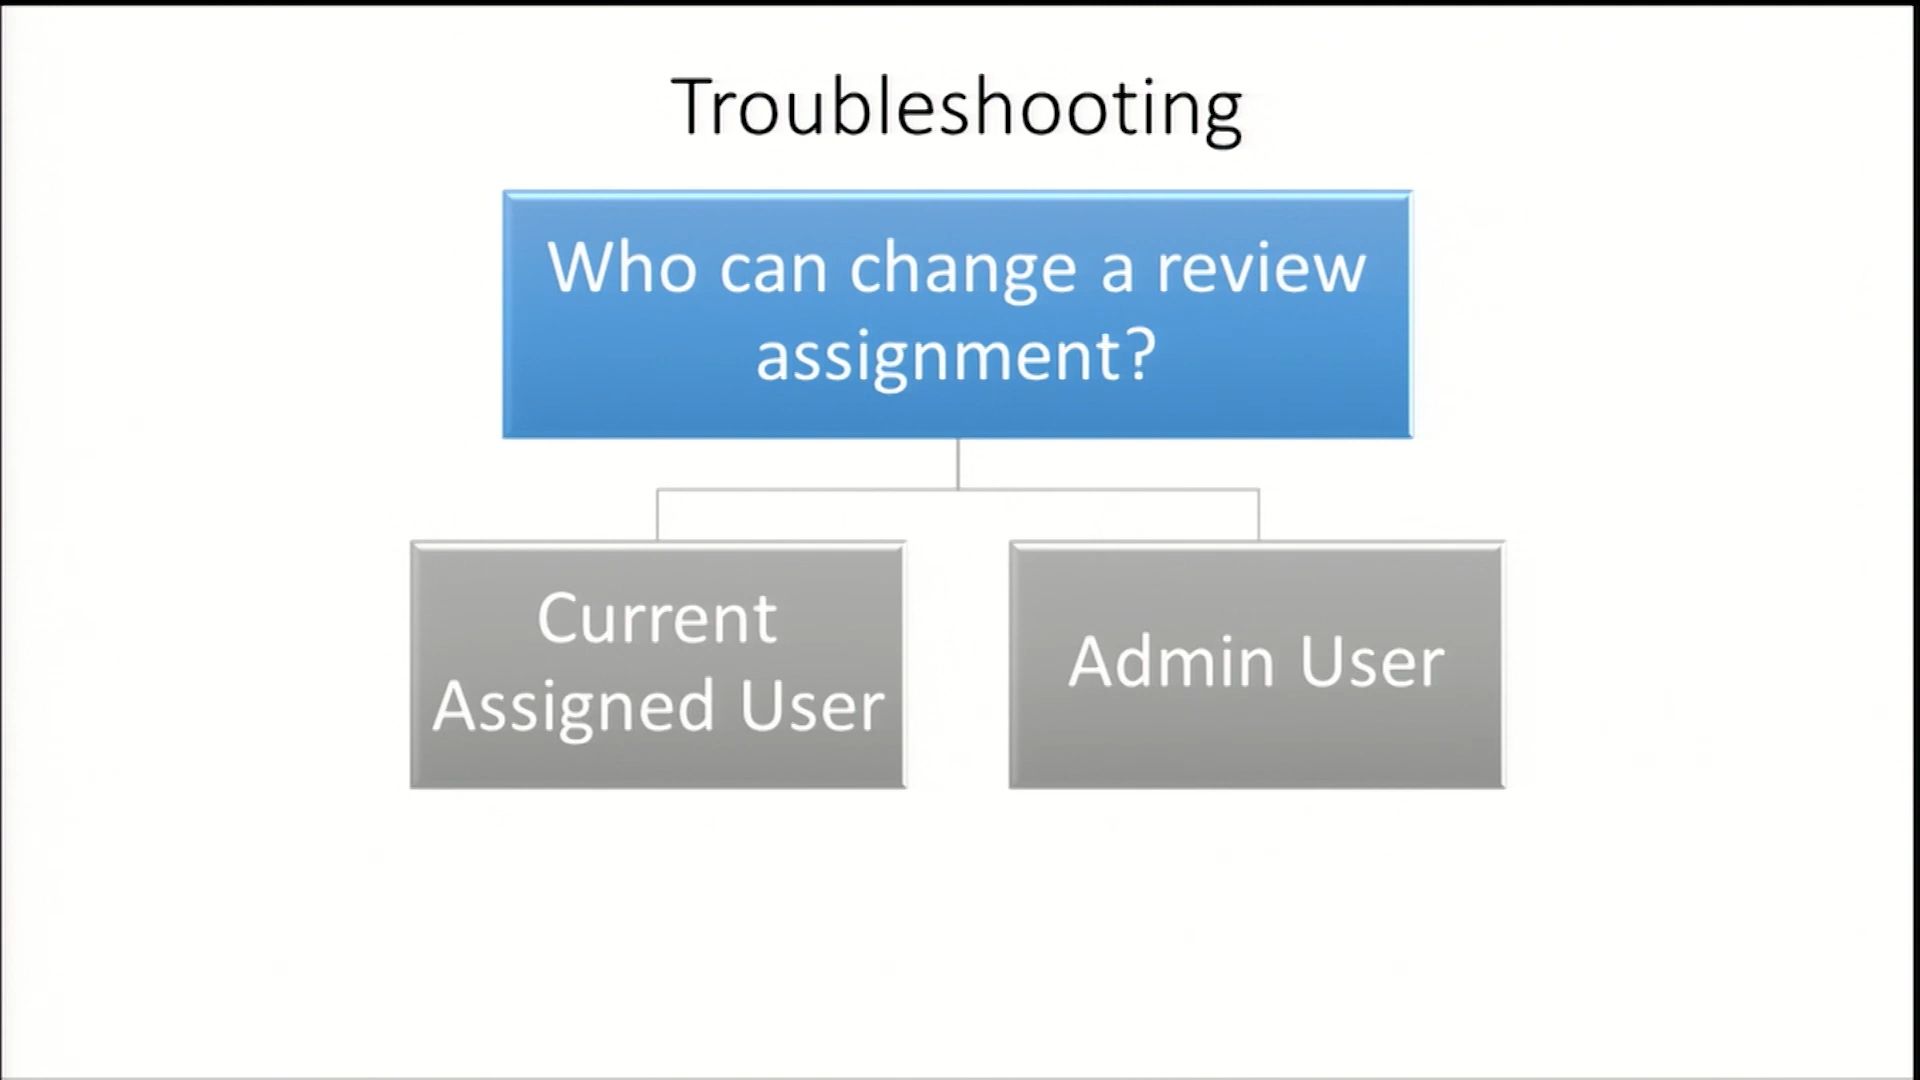 Troubleshooting
Who can change a review
assignment?
Current
Assigned User
Admin User